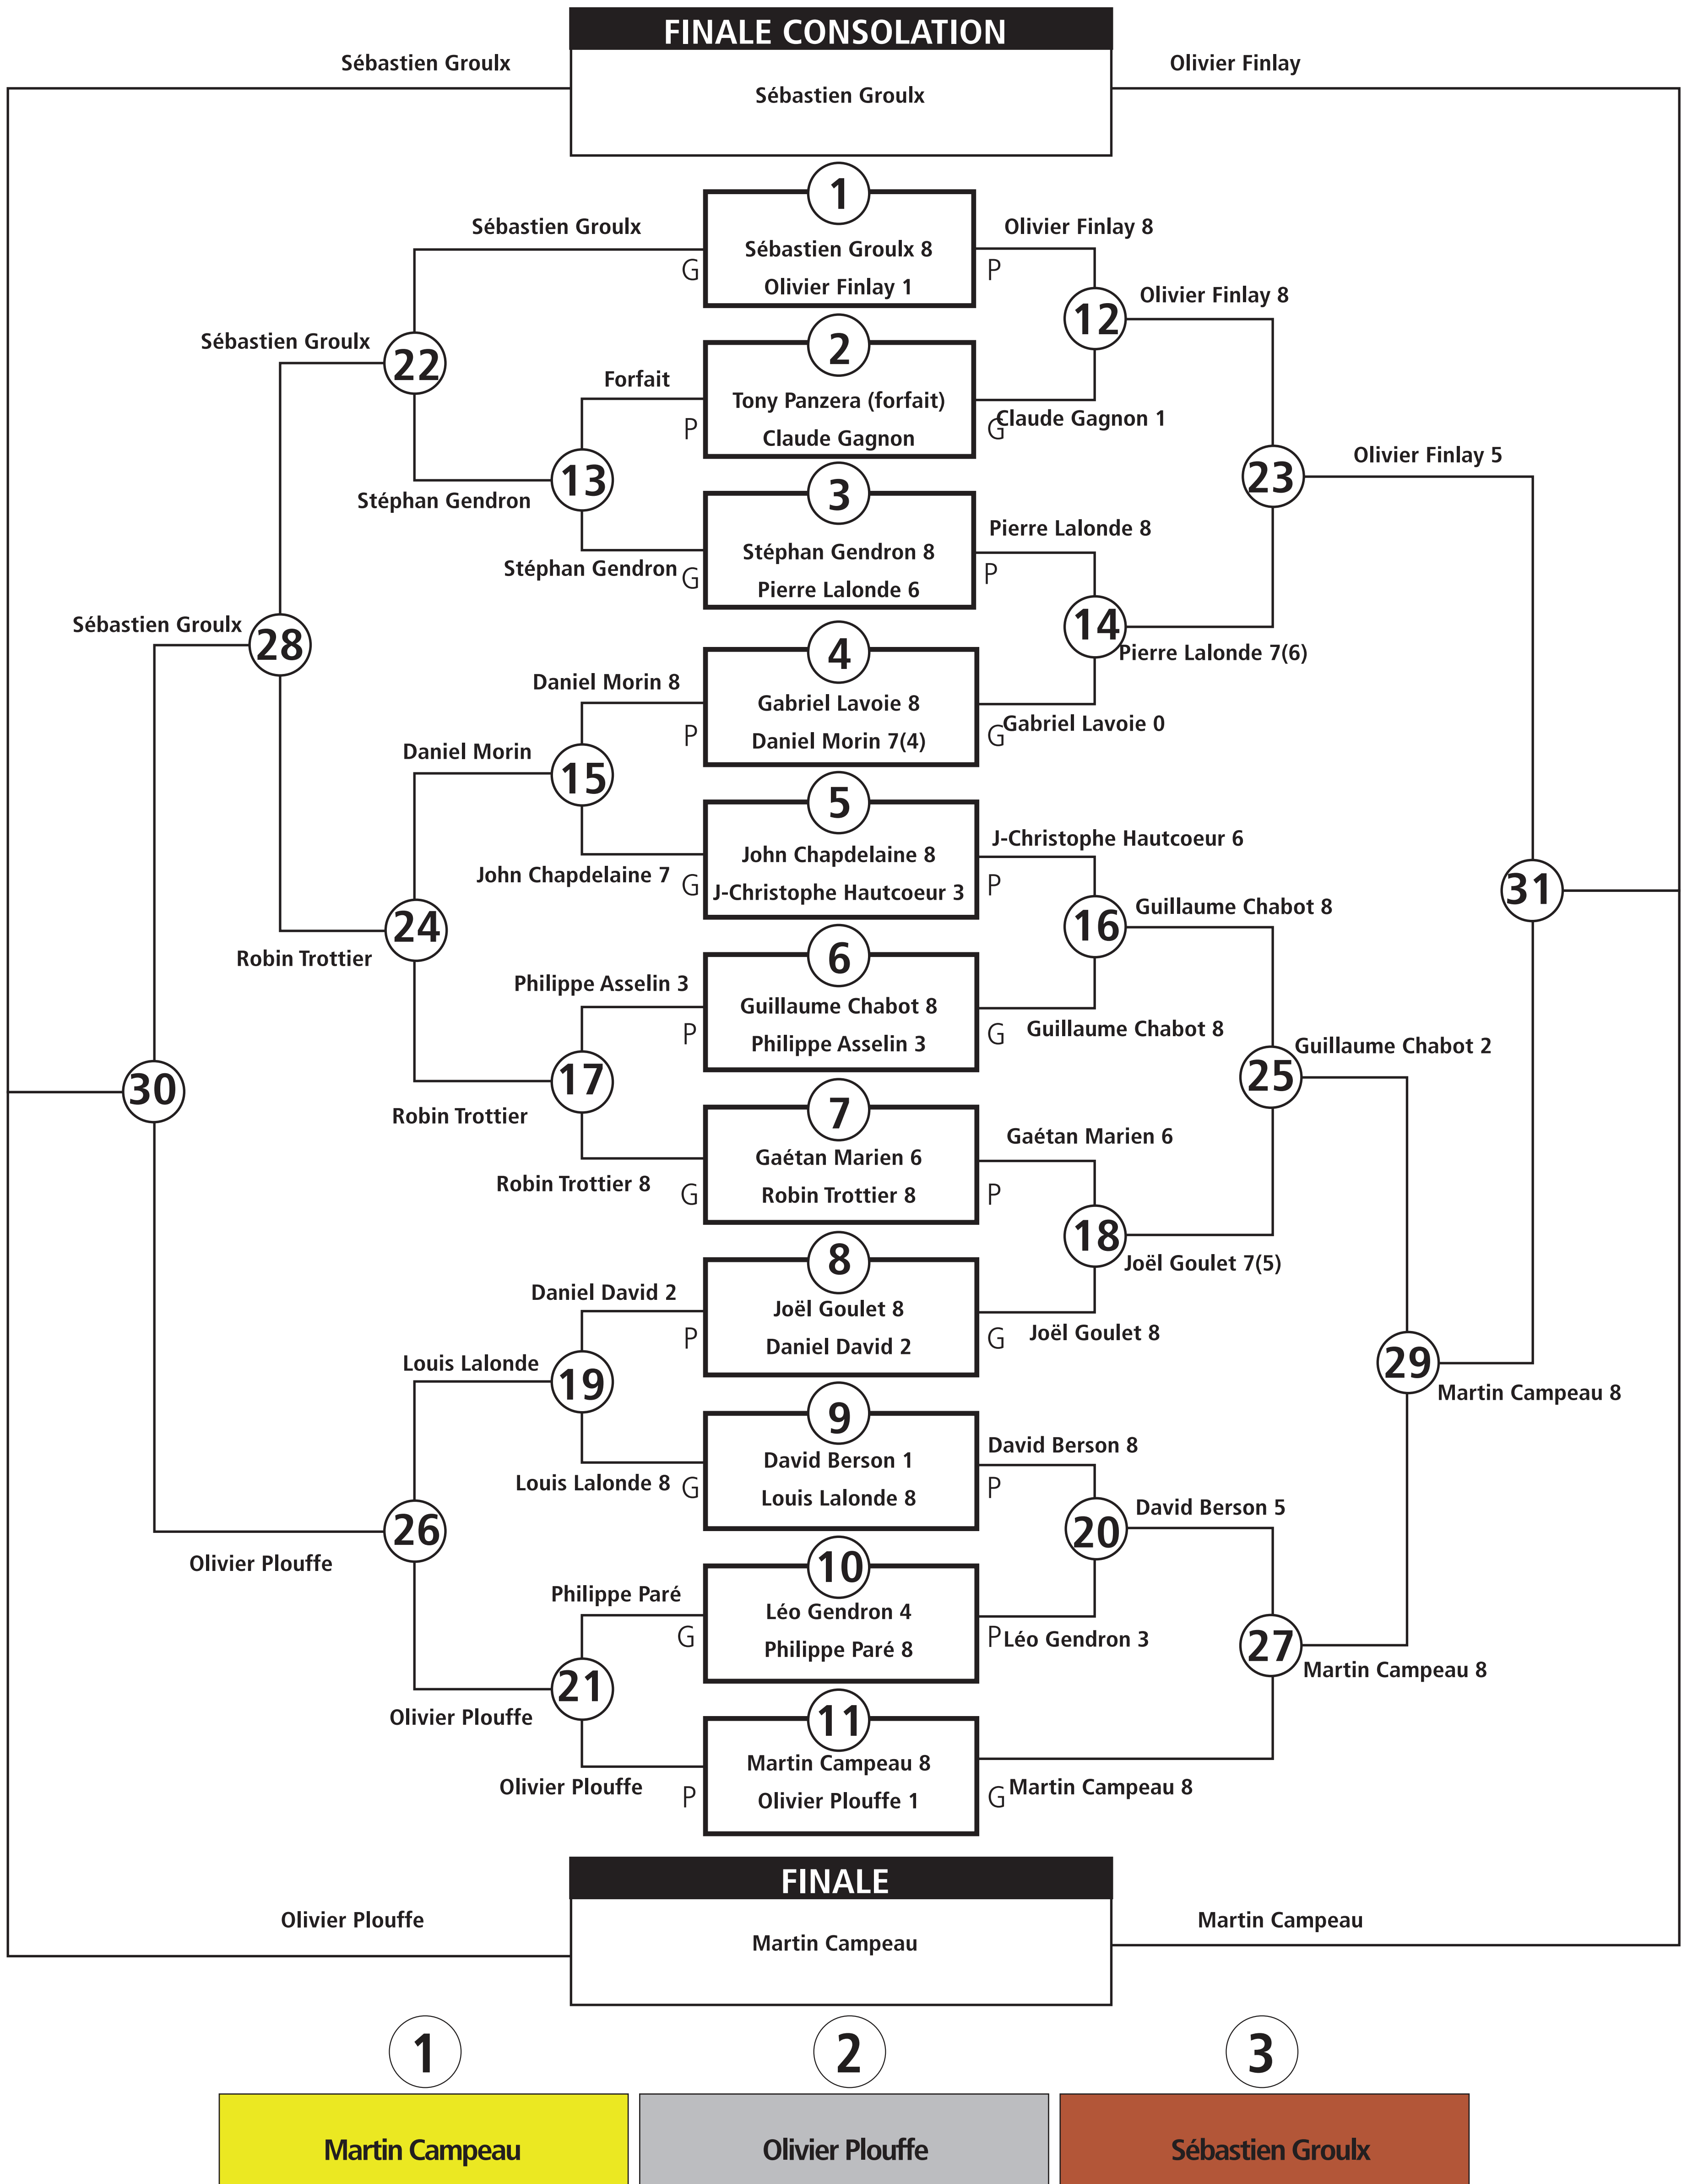 FINALE CONSOLATION
Sébastien Groulx
Olivier Finlay
Sébastien Groulx
1
Sébastien Groulx
Olivier Finlay 8
Sébastien Groulx 8
G
P
Olivier Finlay 1
Olivier Finlay 8
12
2
Sébastien Groulx
22
Forfait
Tony Panzera (forfait)
P
G
Claude Gagnon 1
Claude Gagnon
Olivier Finlay 5
23
13
3
Stéphan Gendron
Pierre Lalonde 8
Stéphan Gendron 8
Stéphan Gendron
G
P
Pierre Lalonde 6
Sébastien Groulx
28
14
4
Pierre Lalonde 7(6)
Daniel Morin 8
Gabriel Lavoie 8
Gabriel Lavoie 0
P
G
Daniel Morin 7(4)
Daniel Morin
15
5
J-Christophe Hautcoeur 6
John Chapdelaine 8
John Chapdelaine 7
G
P
J-Christophe Hautcoeur 3
31
Guillaume Chabot 8
24
16
6
Robin Trottier
Philippe Asselin 3
Guillaume Chabot 8
P
G
Guillaume Chabot 8
Philippe Asselin 3
Guillaume Chabot 2
25
30
17
7
Robin Trottier
Gaétan Marien 6
Gaétan Marien 6
Robin Trottier 8
G
P
Robin Trottier 8
18
8
Joël Goulet 7(5)
Daniel David 2
Joël Goulet 8
P
G
Joël Goulet 8
Daniel David 2
Louis Lalonde
29
19
Martin Campeau 8
9
David Berson 8
David Berson 1
Louis Lalonde 8
G
P
Louis Lalonde 8
David Berson 5
26
20
Olivier Plouffe
10
Philippe Paré
Léo Gendron 4
G
P
Léo Gendron 3
Philippe Paré 8
27
Martin Campeau 8
21
11
Olivier Plouffe
Martin Campeau 8
Olivier Plouffe
P
G
Martin Campeau 8
Olivier Plouffe 1
FINALE
Olivier Plouffe
Martin Campeau
Martin Campeau
1
2
3
Martin Campeau
Olivier Plouffe
Sébastien Groulx